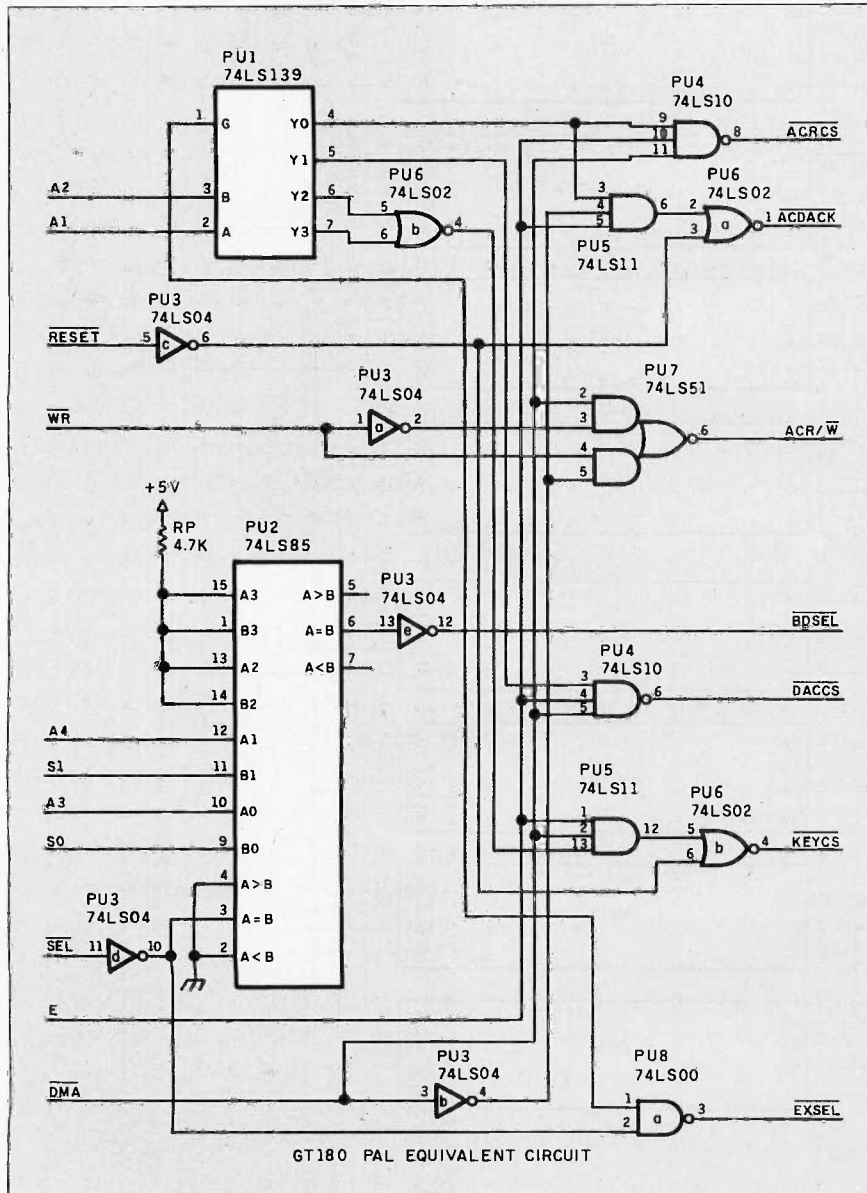 PU1
74LS139
1 G Y0 4
Y1 5
A2 3 B Y2 6
A1 2 A Y3 7
PU6
74LS02
5
6 b 4
PU4
74LS10
9
10
11 8 ACRCS
PU6
74LS02
3
4
5 6 2
3 a 1 ACDACK
PU5
74LS11
PU3
74LS04
RESET 5 c 6
PU3
74LS04
WR 1 a 2
PU7
74LS51
2
3
4
5 6 ACR/W
+5V
RP
4.7K
PU2
74LS85
15 A3 A>B 5
1 B3 A=B 6
13 A2 A<B 7
14 B2
A4 12 A1
S1 11 B1
A3 10 A0
S0 9 B0
4 A>B
3 A=B
2 A<B
PU3
74LS04
13 e 12 BDSEL
PU4
74LS10
3
4
5 6 DACCS
PU5
74LS11
1
2
13 12
PU6
74LS02
5
6 b 4 KEYCS
PU3
74LS04
SEL 11 d 10
E
PU3
74LS04
DMA 3 b 4
PU8
74LS00
1
2 a 3 EXSEL
GT180 PAL EQUIVALENT CIRCUIT